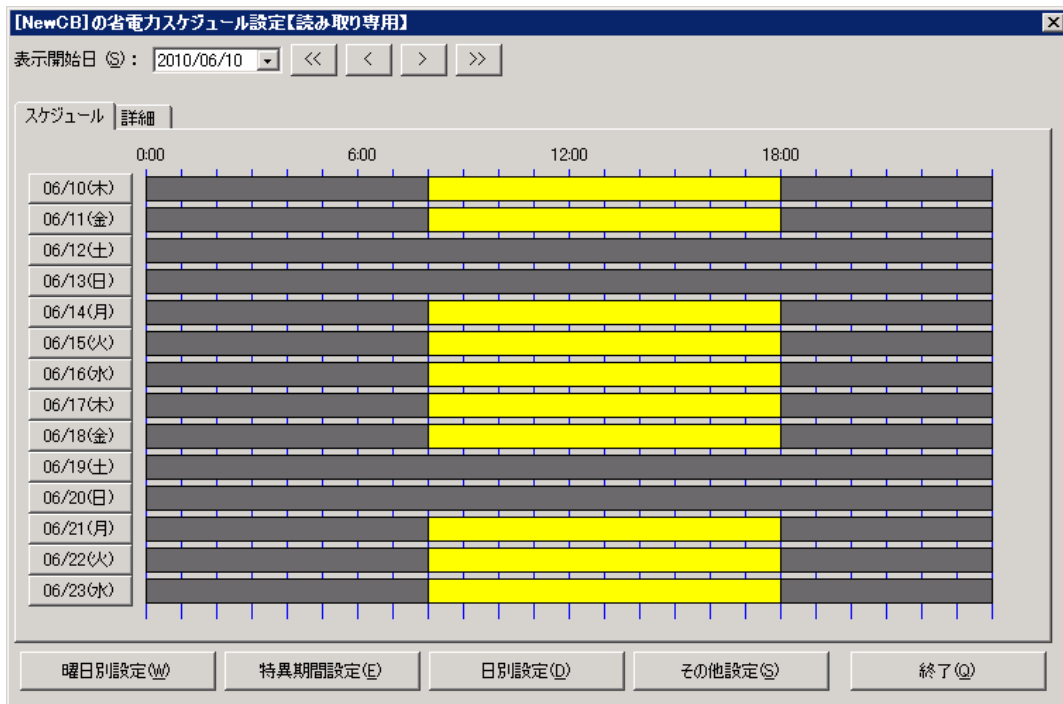 [NewCB]の省電力スケジュール設定【読み取り専用】
表示開始日 (S)： 2010/06/10 << < > >>
スケジュール 詳細
0:00 6:00 12:00 18:00
06/10(木)
06/11(金)
06/12(土)
06/13(日)
06/14(月)
06/15(火)
06/16(水)
06/17(木)
06/18(金)
06/19(土)
06/20(日)
06/21(月)
06/22(火)
06/23(水)
曜日別設定(W) 特異期間設定(E) 日別設定(D) その他設定(S) 終了(Q)